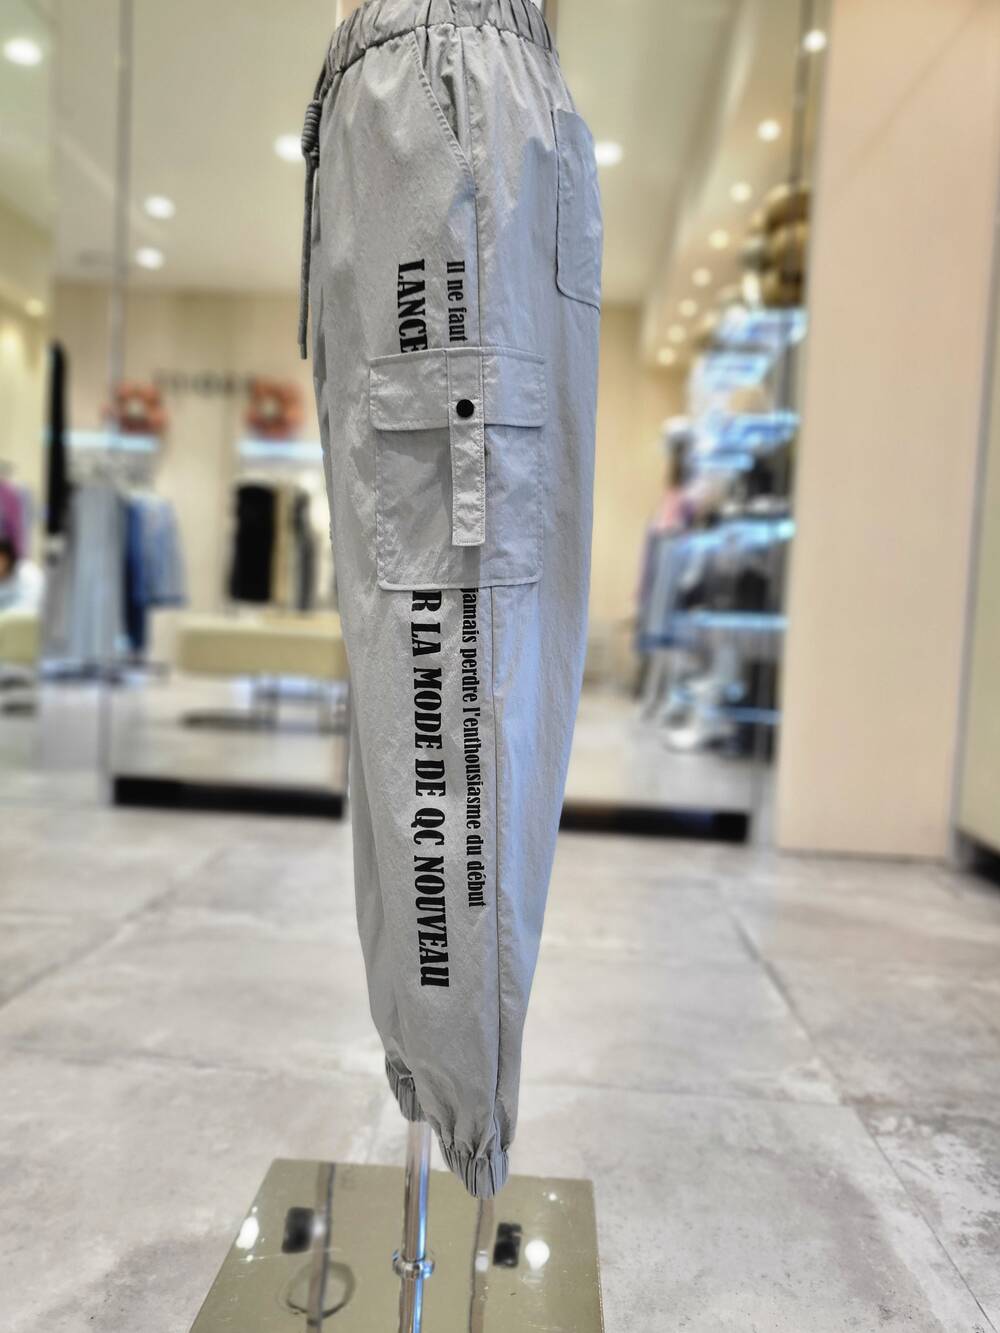 Il ne faut jamais perdre l'enthousiasme du début
LANCE R LA MODE DE QC NOUVEAU